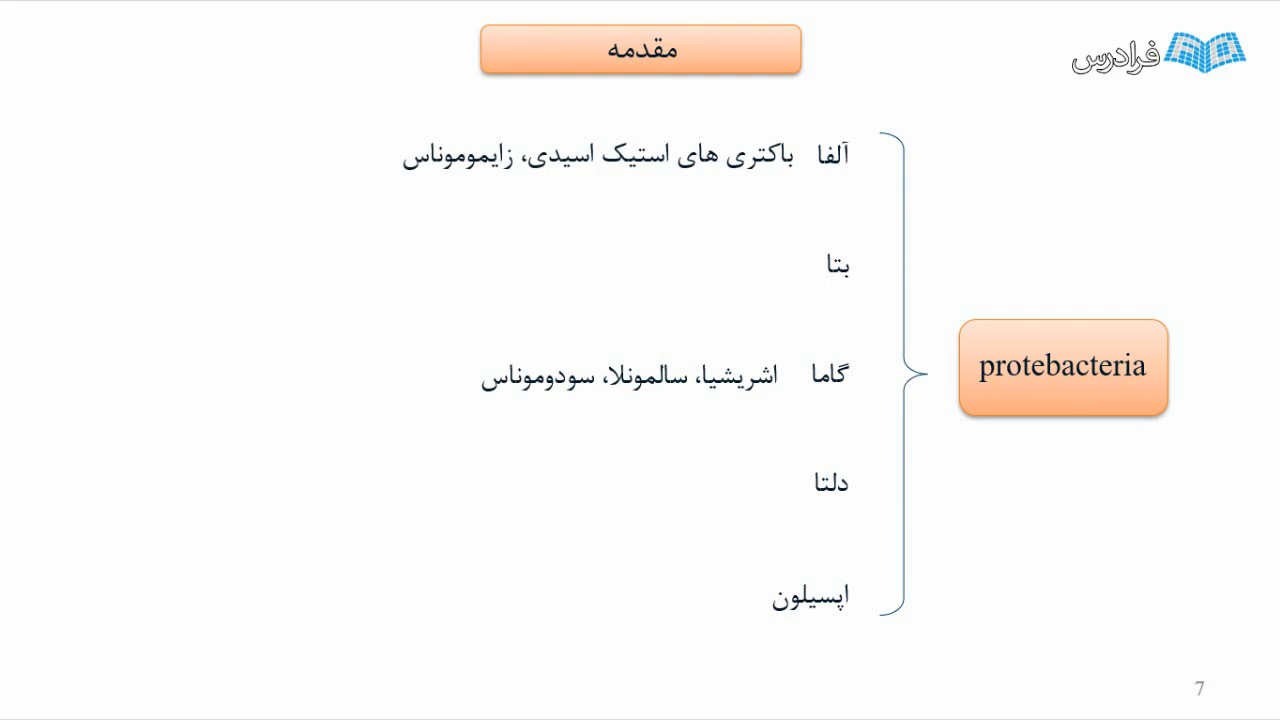 مقدمه
فرادرس
آلفا باکتری های استیک اسیدی، زایموموناس
بتا
protebacteria
گاما اشریشیا، سالمونلا، سودوموناس
دلتا
اپسیلون
7